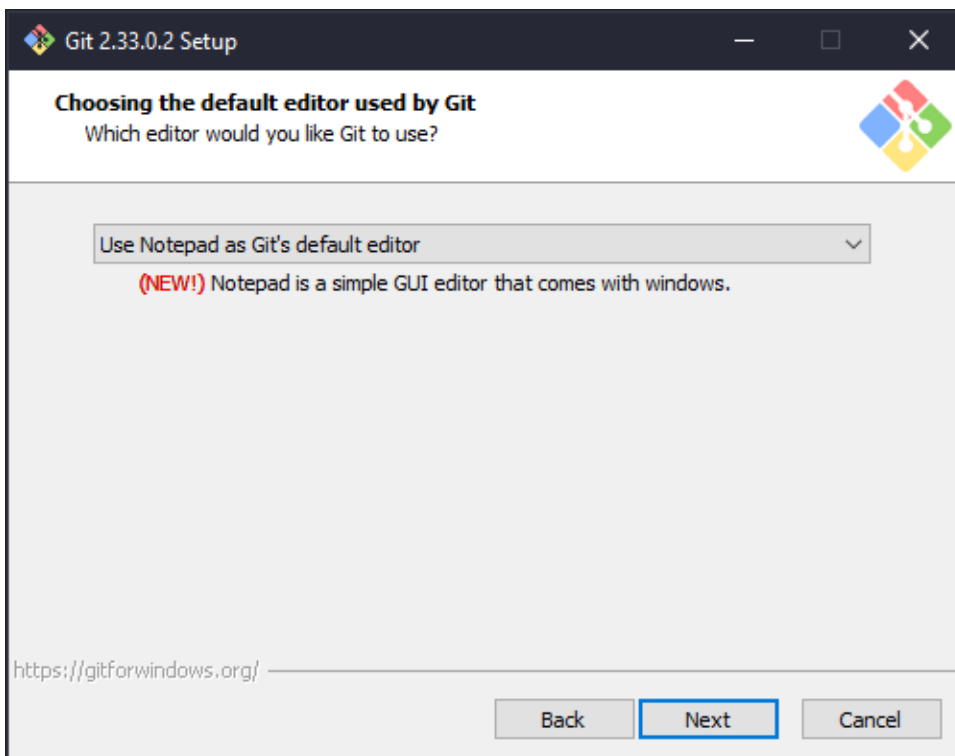 Git 2.33.0.2 Setup
Choosing the default editor used by Git
Which editor would you like Git to use?
Use Notepad as Git's default editor
(NEW!) Notepad is a simple GUI editor that comes with windows.
https://gitforwindows.org/
Back Next Cancel